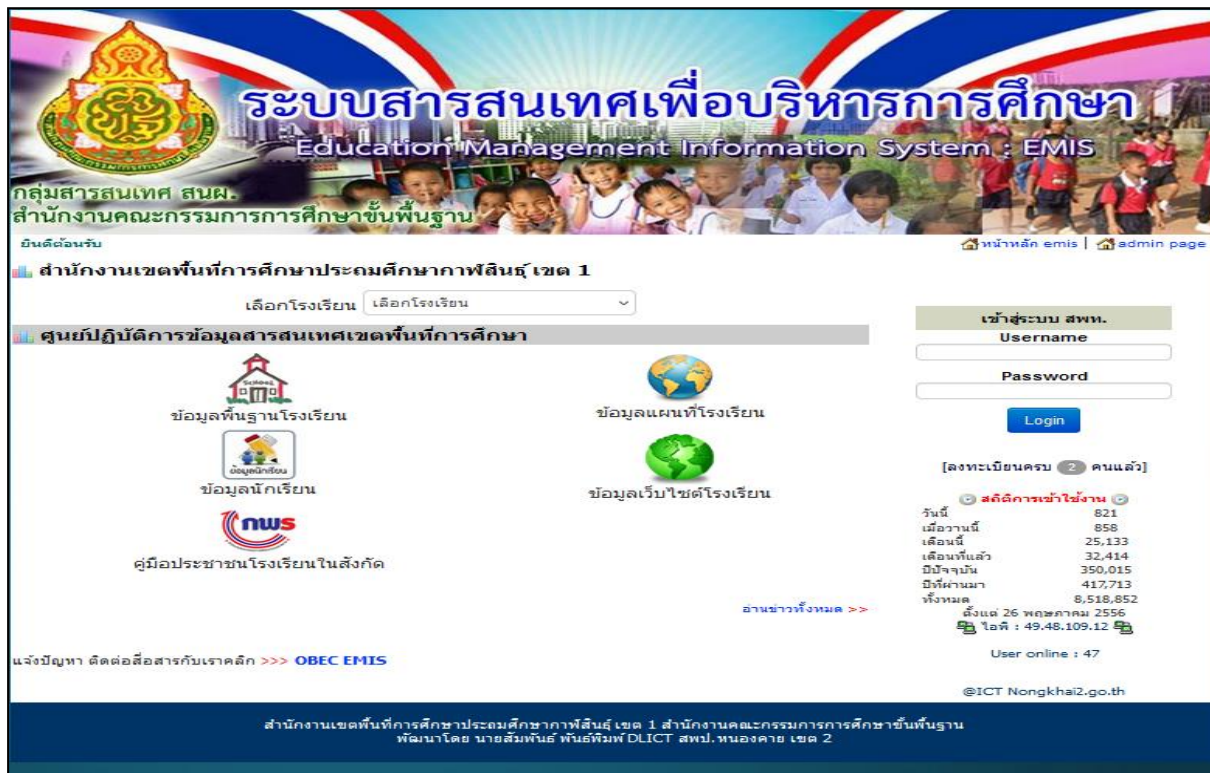 ระบบสารสนเทศเพื่อบริหารการศึกษา
Education Management Information System : EMIS
กลุ่มสารสนเทศ สนผ.
สำนักงานคณะกรรมการการศึกษาขั้นพื้นฐาน
ยินดีต้อนรับ
หน้าหลัก emis | admin page
สำนักงานเขตพื้นที่การศึกษาประถมศึกษากาฬสินธุ์ เขต 1
เลือกโรงเรียน เลือกโรงเรียน
ศูนย์ปฏิบัติการข้อมูลสารสนเทศเขตพื้นที่การศึกษา
SCHOOL
ข้อมูลพื้นฐานโรงเรียน
ข้อมูลแผนที่โรงเรียน
ข้อมูลนักเรียน
ข้อมูลนักเรียน
ข้อมูลเว็บไซต์โรงเรียน
กพร
คู่มือประชาชนโรงเรียนในสังกัด
อ่านข่าวทั้งหมด >>
แจ้งปัญหา ติดต่อสื่อสารกับเราคลิก >>> OBEC EMIS
เข้าสู่ระบบ สพท.
Username
Password
Login
[ลงทะเบียนครบ 2 คนแล้ว]
สถิติการเข้าใช้งาน
วันนี้ 821
เมื่อวานนี้ 858
เดือนนี้ 25,133
เดือนที่แล้ว 32,414
ปีปัจจุบัน 350,015
ปีที่ผ่านมา 417,713
ทั้งหมด 8,518,852
ตั้งแต่ 26 พฤษภาคม 2556
ไอพี : 49.48.109.12
User online : 47
@ICT Nongkhai2.go.th
สำนักงานเขตพื้นที่การศึกษาประถมศึกษากาฬสินธุ์ เขต 1 สำนักงานคณะกรรมการการศึกษาขั้นพื้นฐาน
พัฒนาโดย นายสัมพันธ์ พันธ์พิมพ์ DLICT สพป.หนองคาย เขต 2